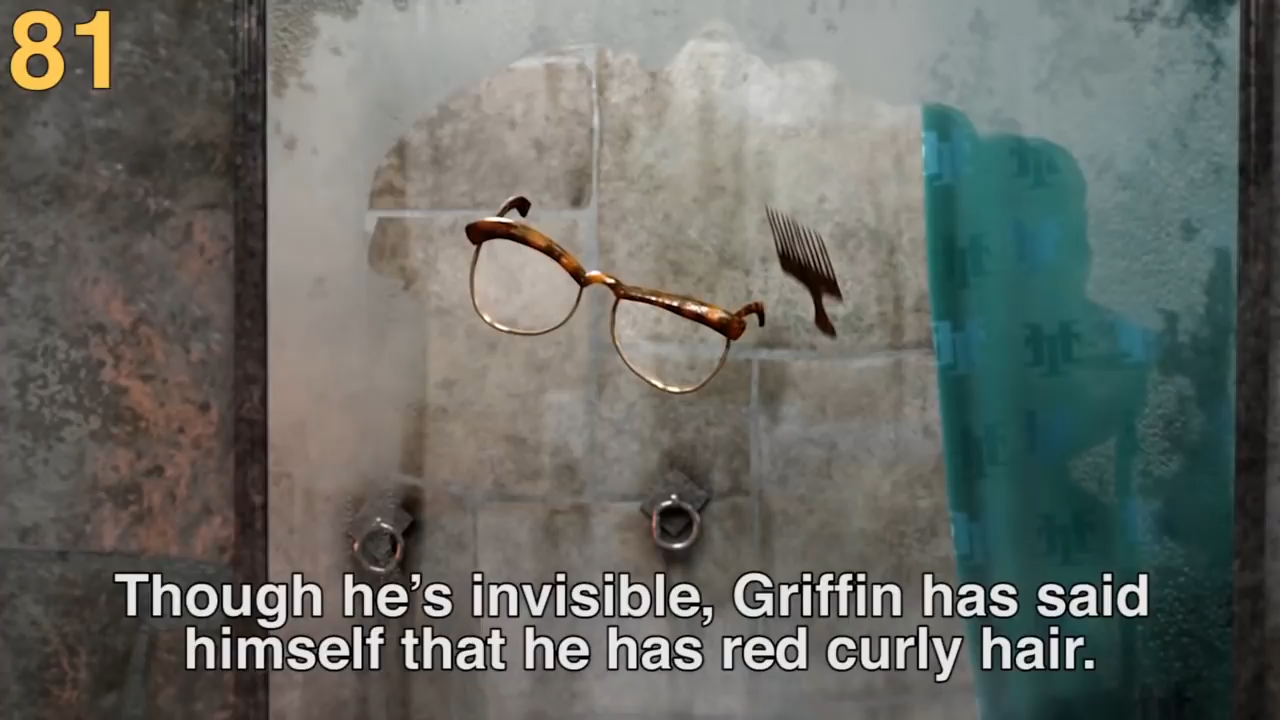 81
Though he's invisible, Griffin has said
himself that he has red curly hair.